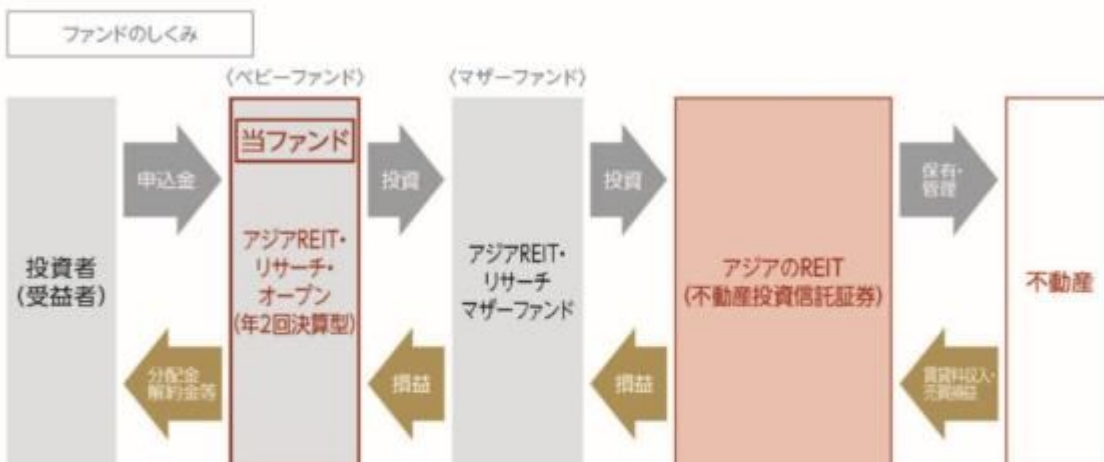 ファンドのしくみ
〈ベビーファンド〉
〈マザーファンド〉
投資者
(受益者)
申込金
分配金
解約金等
当ファンド
アジアREIT・
リサーチ・
オープン
(年2回決算型)
投資
損益
アジアREIT・
リサーチ
マザーファンド
投資
損益
アジアのREIT
(不動産投資信託証券)
保有・
管理
賃貸料収入・
売買損益
不動産